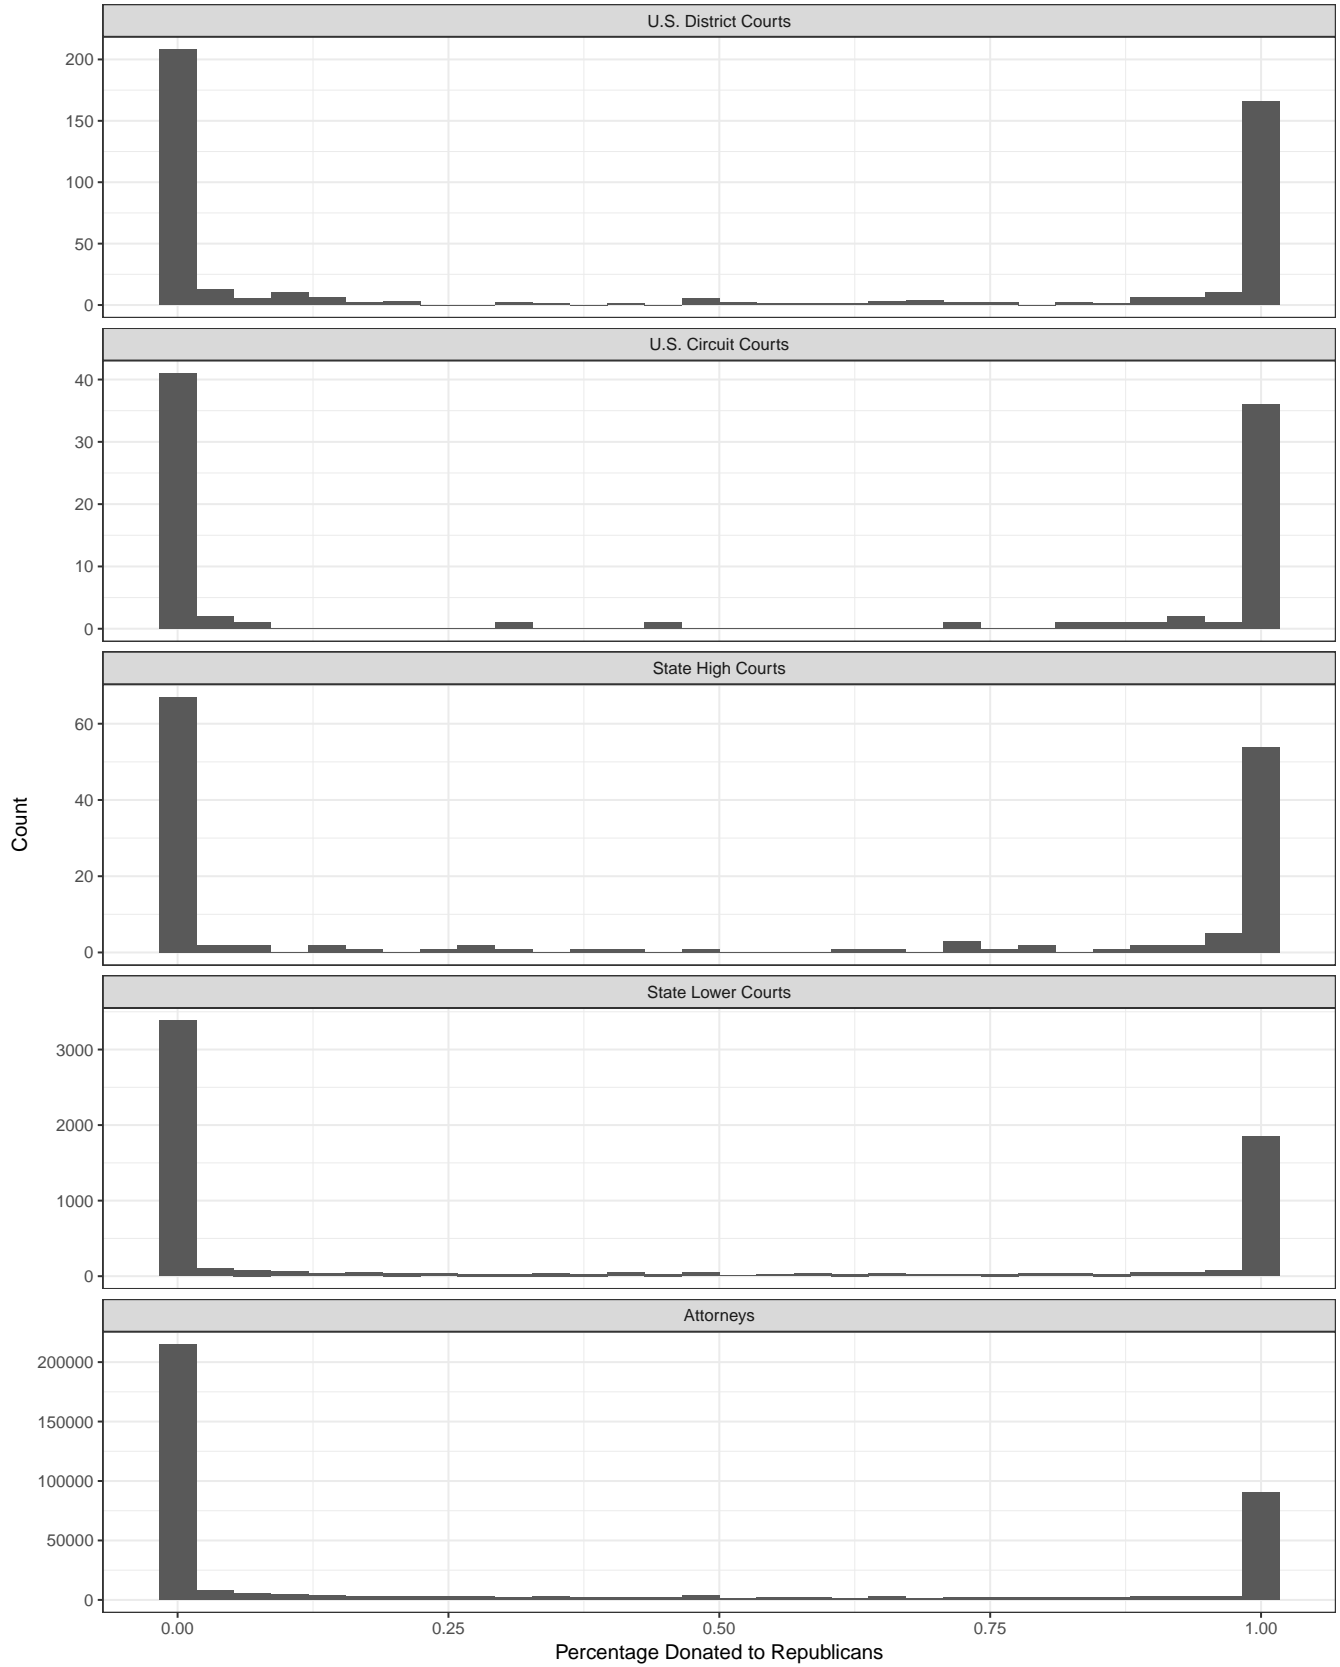 U.S. District Courts
200
150
100
50
0
U.S. Circuit Courts
40
30
20
10
0
State High Courts
60
40
20
0
State Lower Courts
3000
2000
1000
0
Attorneys
200000
150000
100000
50000
0
Count
0.00 0.25 0.50 0.75 1.00
Percentage Donated to Republicans